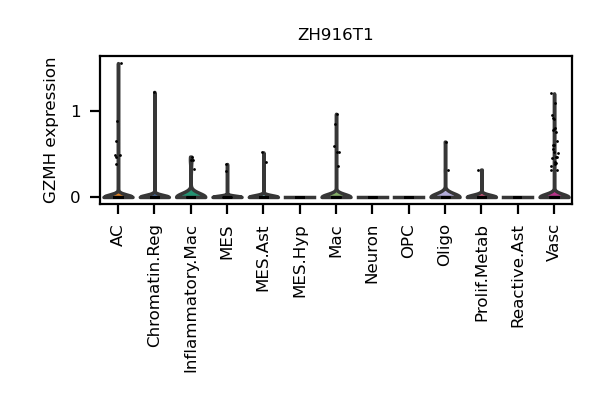 ZH916T1
GZMH expression
1
0
AC
Chromatin.Reg
Inflammatory.Mac
MES
MES.Ast
MES.Hyp
Mac
Neuron
OPC
Oligo
Prolif.Metab
Reactive.Ast
Vasc